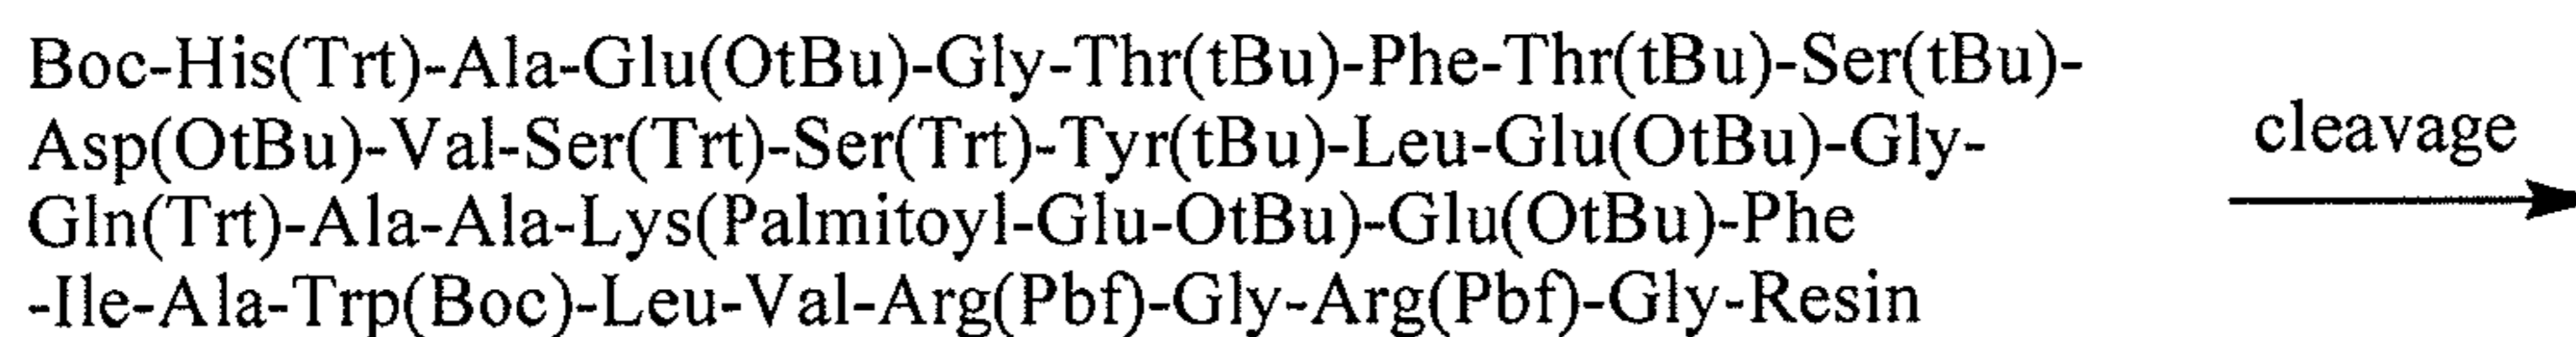 Boc-His(Trt)-Ala-Glu(OtBu)-Gly-Thr(tBu)-Phe-Thr(tBu)-Ser(tBu)-
Asp(OtBu)-Val-Ser(Trt)-Ser(Trt)-Tyr(tBu)-Leu-Glu(OtBu)-Gly-
Gln(Trt)-Ala-Ala-Lys(Palmitoyl-Glu-OtBu)-Glu(OtBu)-Phe
-Ile-Ala-Trp(Boc)-Leu-Val-Arg(Pbf)-Gly-Arg(Pbf)-Gly-Resin
cleavage